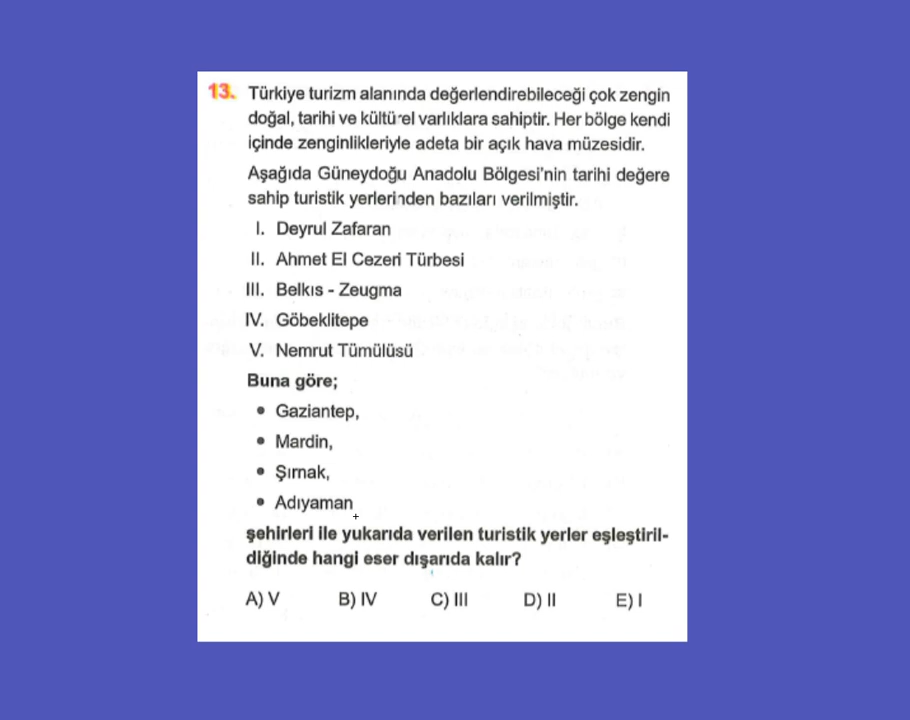 13. Türkiye turizm alanında değerlendirebileceği çok zengin
doğal, tarihi ve kültürel varlıklara sahiptir. Her bölge kendi
içinde zenginlikleriyle adeta bir açık hava müzesidir.
Aşağıda Güneydoğu Anadolu Bölgesi'nin tarihi değere
sahip turistik yerlerinden bazıları verilmiştir.
I. Deyrul Zafaran
II. Ahmet El Cezeri Türbesi
III. Belkıs - Zeugma
IV. Göbeklitepe
V. Nemrut Tümülüsü
Buna göre;
• Gaziantep,
• Mardin,
• Şırnak,
• Adıyaman
şehirleri ile yukarıda verilen turistik yerler eşleştiril-
diğinde hangi eser dışarıda kalır?
A) V B) IV C) III D) II E) I